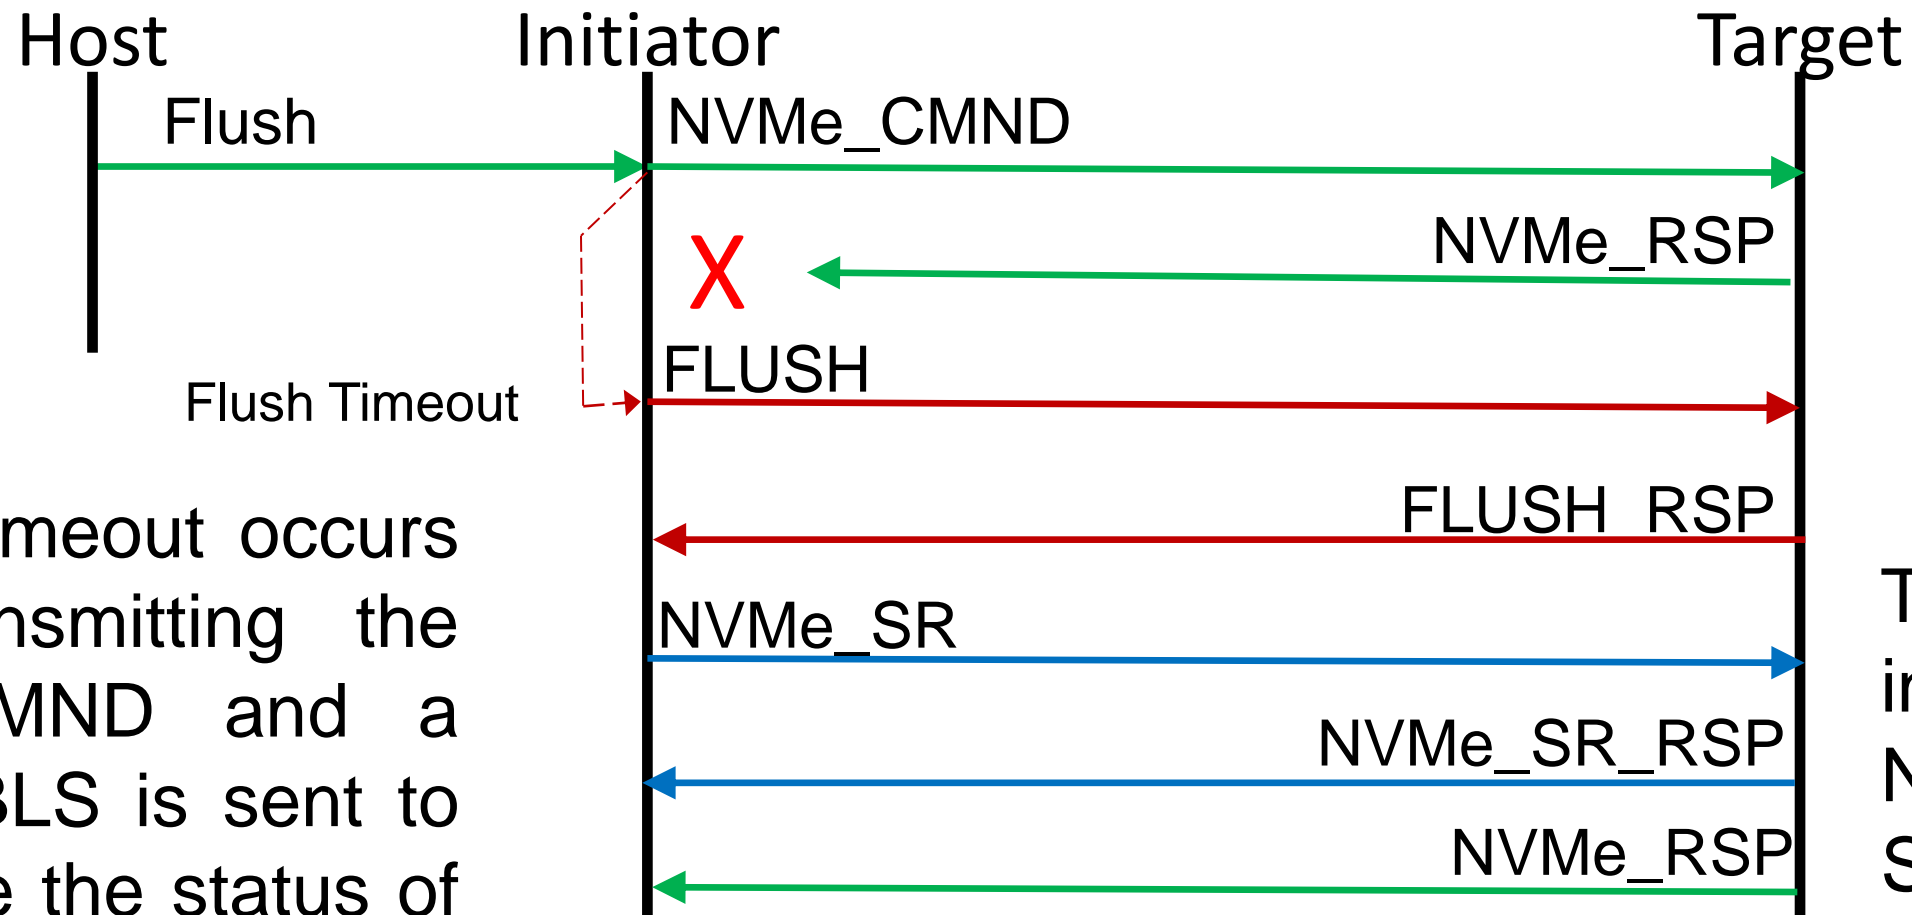 Host Initiator Target
Flush NVMe_CMND
NVMe_RSP
X
FLUSH
Flush Timeout
FLUSH_RSP
meout occurs
nsmitting the
MND and a
BLS is sent to
e the status of
NVMe_SR
NVMe_SR_RSP
NVMe_RSP
T
in
N
S